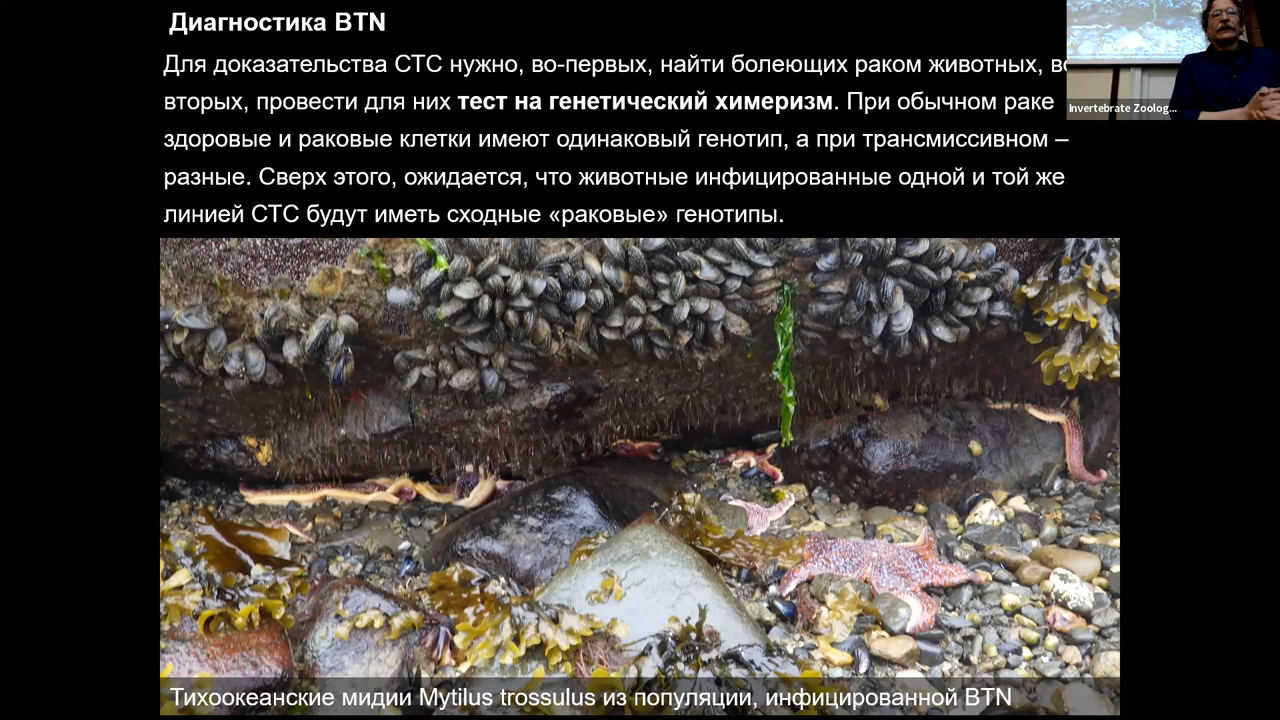 Диагностика BTN
Для доказательства СТС нужно, во-первых, найти болеющих раком животных,
вторых, провести для них тест на генетический химеризм. При обычном раке
здоровые и раковые клетки имеют одинаковый генотип, а при трансмиссивном –
разные. Сверх этого, ожидается, что животные инфицированные одной и той же
линией СТС будут иметь сходные «раковые» генотипы.
Invertebrate Zoolog...
Тихоокеанские мидии Mytilus trossulus из популяции, инфицированной BTN